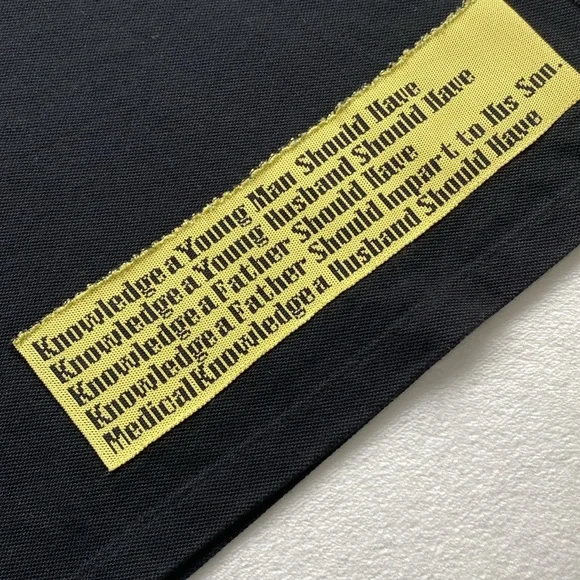 Knowledge a Young Man Should Have
Knowledge a Young Husband Should Have
Knowledge a Father Should Have
Knowledge a Father Should Impart to His Son.
Medical Knowledge a Husband Should Have